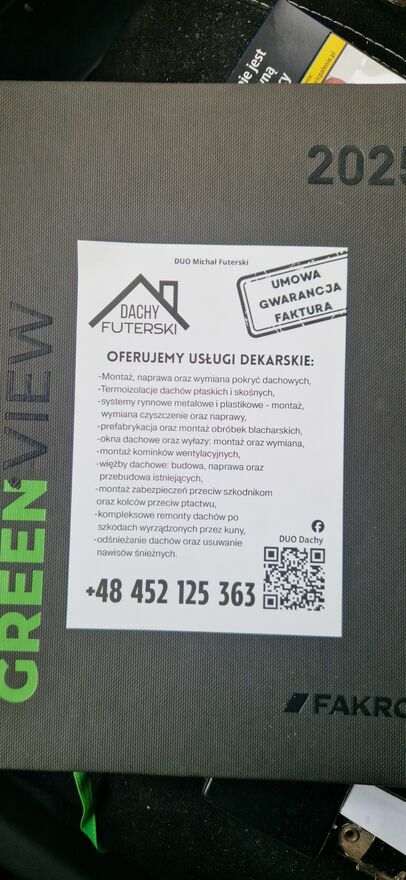 2025
DUO Michał Futerski
DACHY
FUTERSKI
UMOWA
GWARANCJA
FAKTURA
OFERUJEMY USŁUGI DEKARSKIE:
-Montaż, naprawa oraz wymiana pokryć dachowych,
-Termoizolacje dachów płaskich i skośnych,
-systemy rynnowe metalowe i plastikowe - montaż,
wymiana czyszczenie oraz naprawy,
-prefabrykacja oraz montaż obróbek blacharskich,
-okna dachowe oraz wyłazy: montaż oraz wymiana,
-montaż kominków wentylacyjnych,
-więźby dachowe: budowa, naprawa oraz
przebudowa istniejących,
-montaż zabezpieczeń przeciw szkodnikom
oraz kolców przeciw ptactwu,
-kompleksowe remonty dachów po
szkodach wyrządzonych przez kuny,
-odśnieżanie dachów oraz usuwanie
nawisów śnieżnych.
DUO Dachy
+48 452 125 363
GREEN VIEW
FAKRO